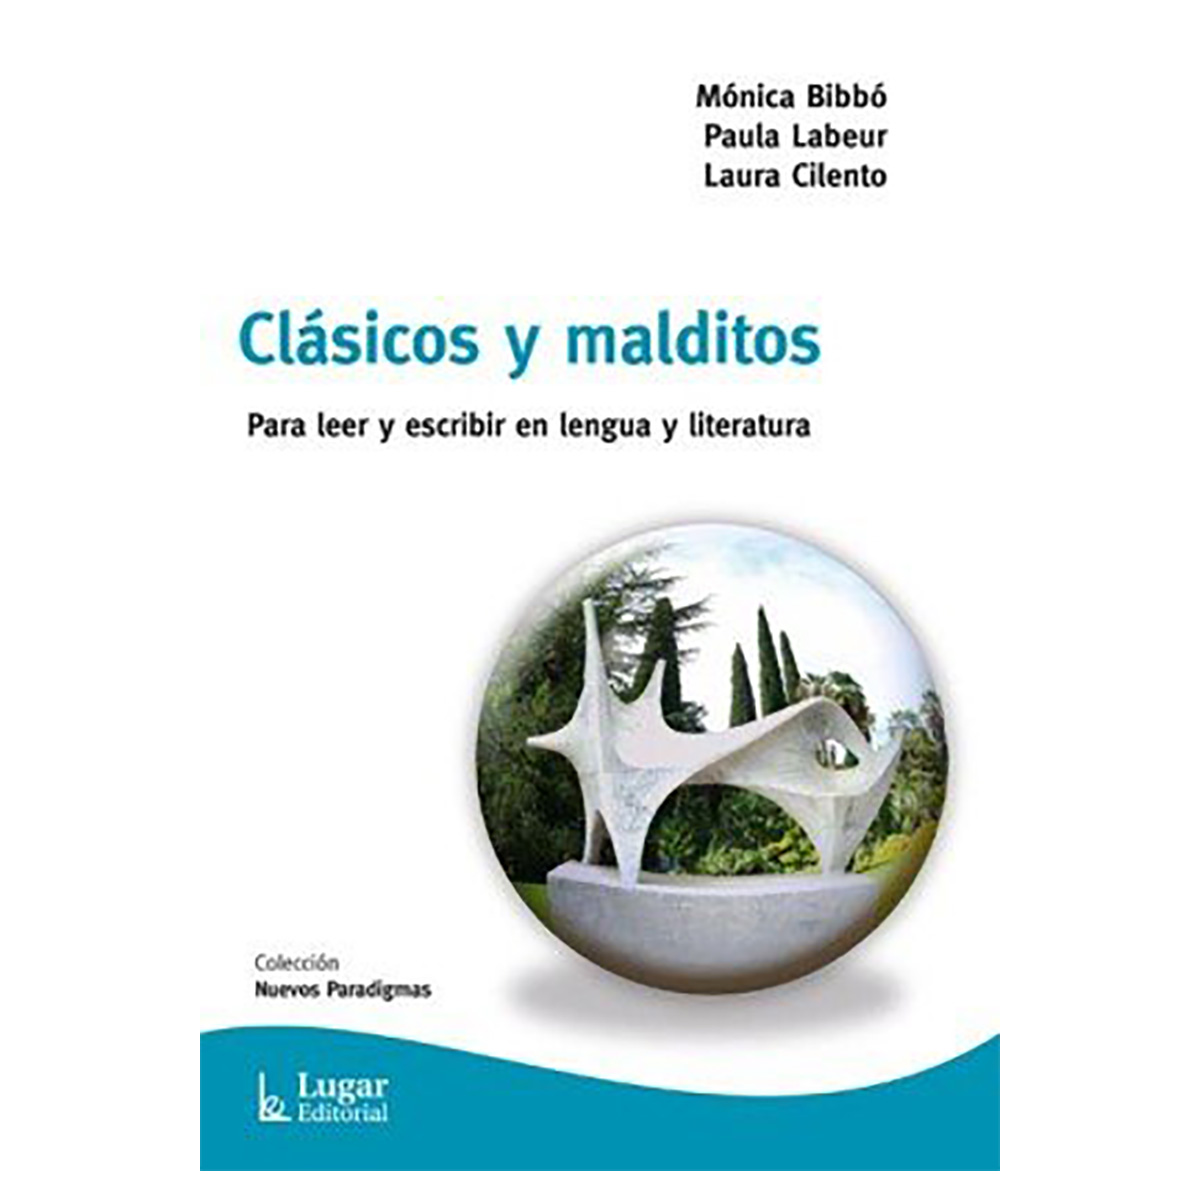 Mónica Bibbó
Paula Labeur
Laura Cilento
Clásicos y malditos
Para leer y escribir en lengua y literatura
Colección
Nuevos Paradigmas
Lugar
Editorial